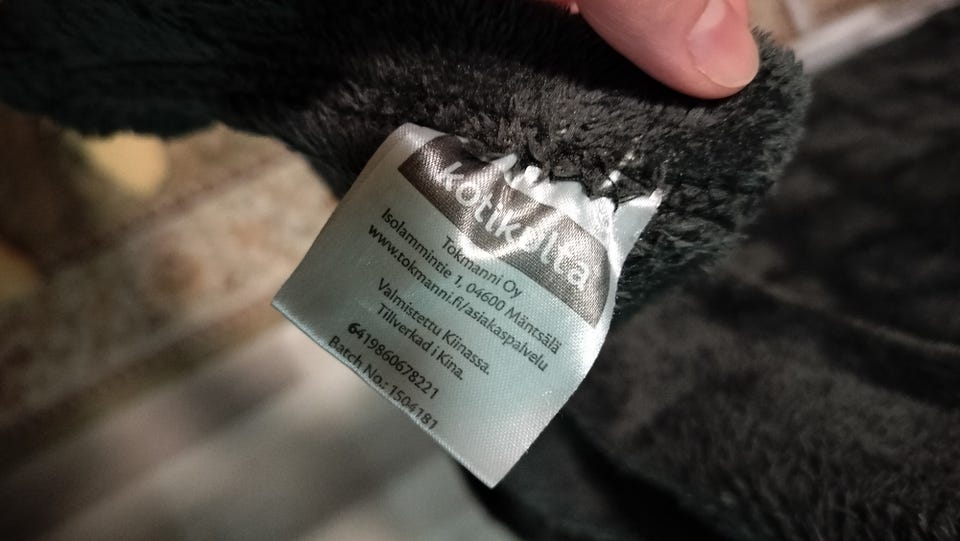 kotikulta
Tokmanni Oy
Isolammintie 1, 04600 Mäntsälä
www.tokmanni.fi/asiakaspalvelu
Valmistettu Kiinassa.
Tillverkad i Kina.
6419860678221
Batch No.: 1504181